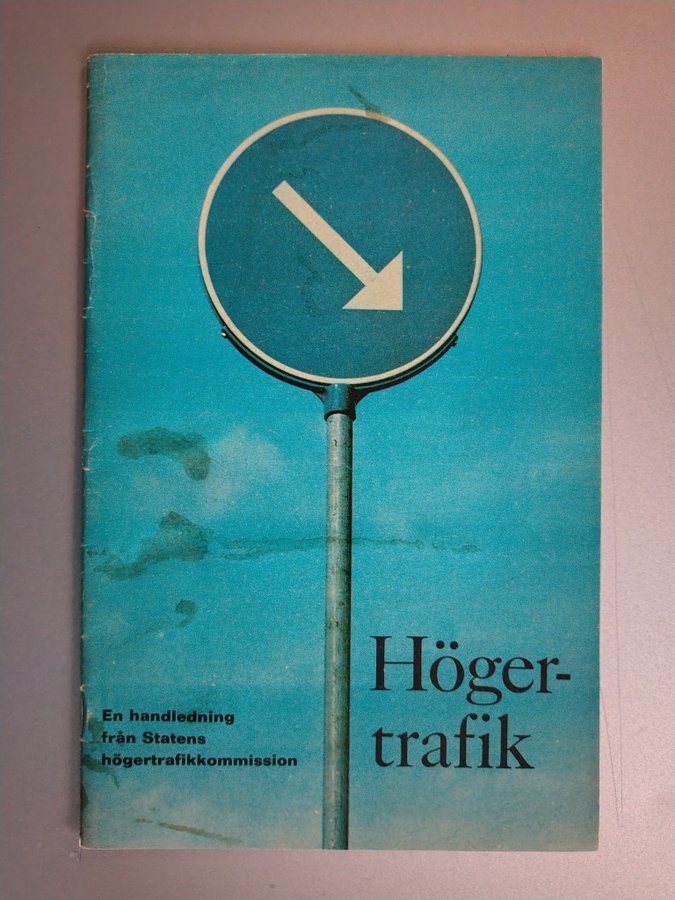 Höger-
trafik
En handledning
från Statens
högertrafikkommission